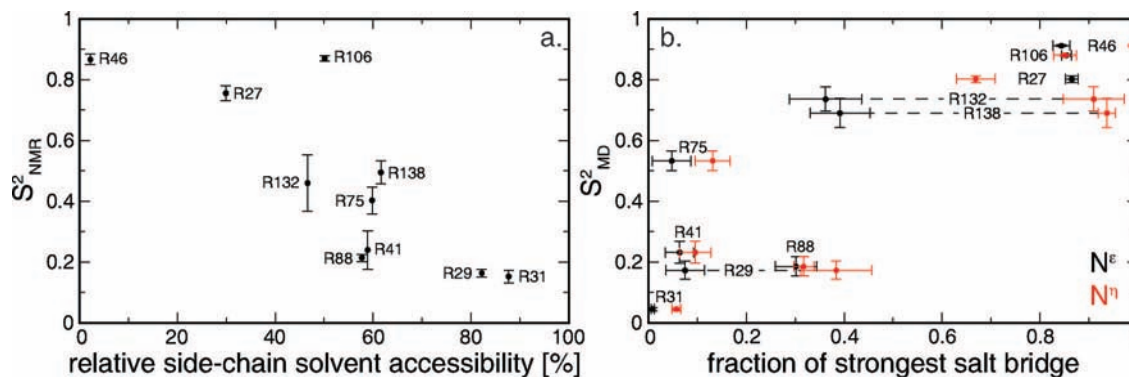 a.
S²NMR
1
0.8
0.6
0.4
0.2
0
R46
R106
R27
R132
R138
R75
R88
R41
R29
R31
0 20 40 60 80 100
relative side-chain solvent accessibility [%]
b.
S²MD
1
0.8
0.6
0.4
0.2
0
R46
R106
R27
R132
R138
R75
R41
R88
R29
R31
Nε
Nη
0 0.2 0.4 0.6 0.8
fraction of strongest salt bridge